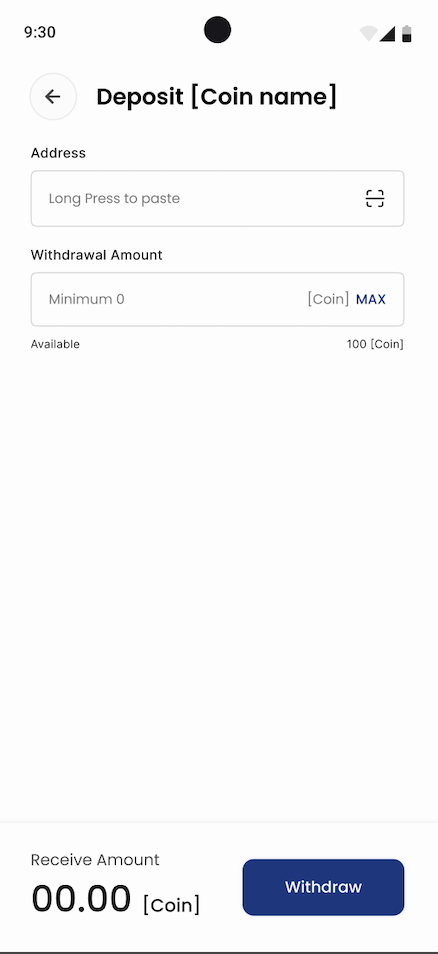 9:30
Deposit [Coin name]
Address
Long Press to paste
Withdrawal Amount
Minimum 0 [Coin] MAX
Available 100 [Coin]
Receive Amount
00.00 [Coin]
Withdraw